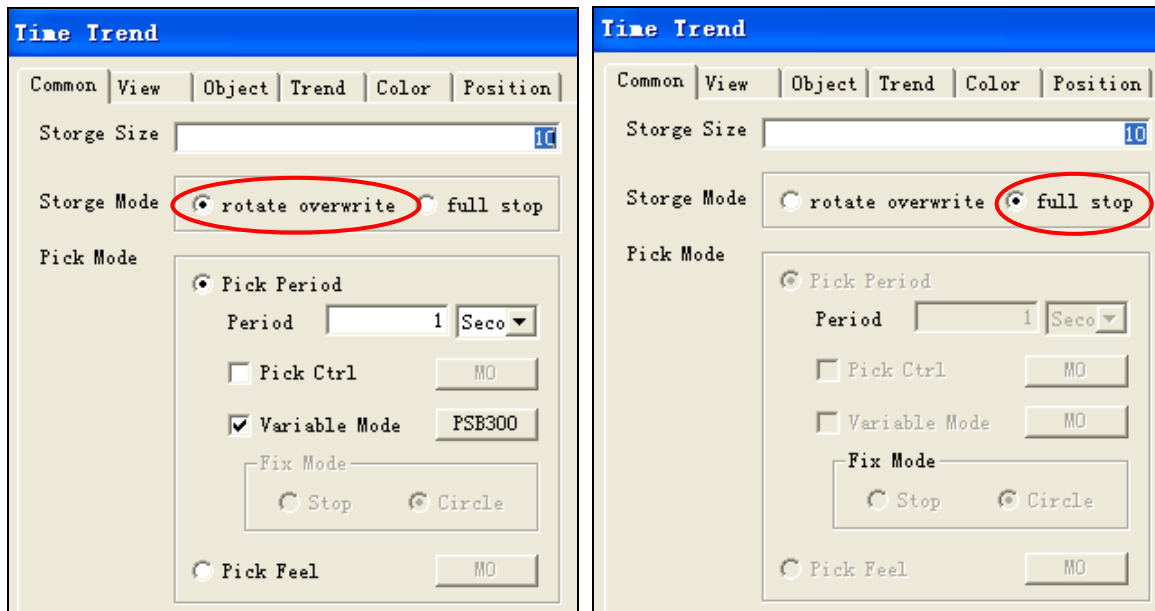 Time Trend
Common View Object Trend Color Position
Storge Size 10
Storge Mode rotate overwrite full stop
Pick Mode
Pick Period
Period 1 Seco
Pick Ctrl M0
Variable Mode PSB300
Fix Mode
Stop Circle
Pick Feel M0
Time Trend
Common View Object Trend Color Position
Storge Size 10
Storge Mode rotate overwrite full stop
Pick Mode
Pick Period
Period 1 Seco
Pick Ctrl M0
Variable Mode M0
Fix Mode
Stop Circle
Pick Feel M0